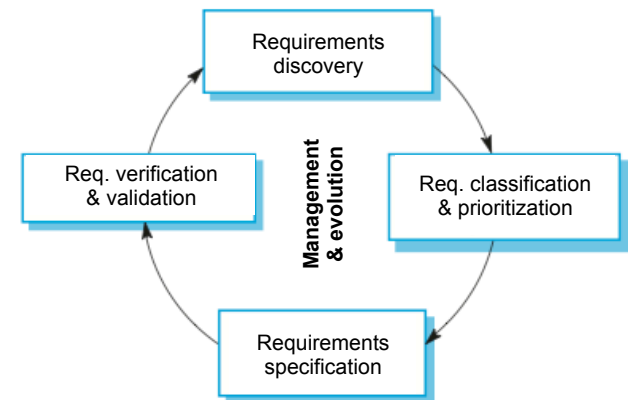 Requirements
discovery
Req. classification
& prioritization
Requirements
specification
Req. verification
& validation
Management
& evolution